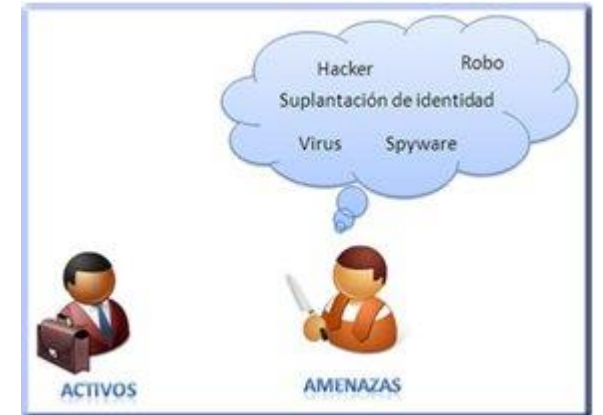 Hacker Robo
Suplantación de identidad
Virus Spyware
ACTIVOS AMENAZAS